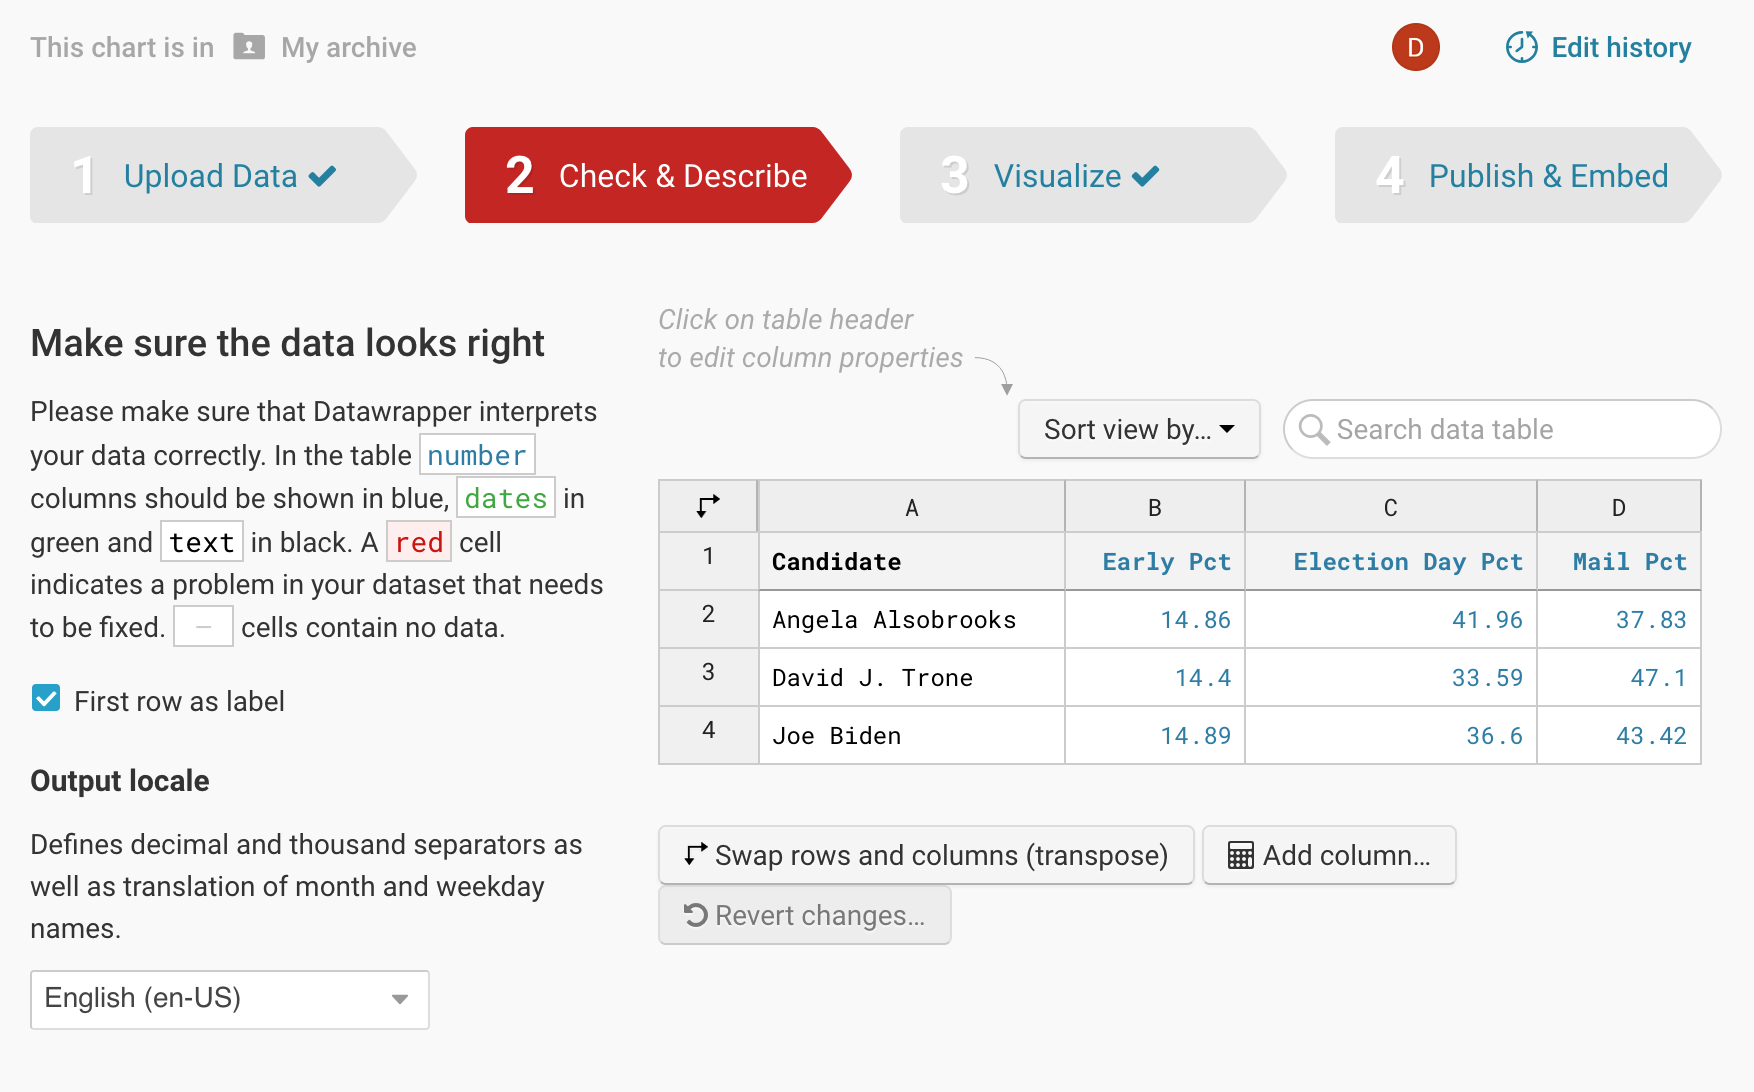 This chart is in My archive
D
Edit history
1 Upload Data
2 Check & Describe
3 Visualize
4 Publish & Embed
Make sure the data looks right
Please make sure that Datawrapper interprets
your data correctly. In the table number
columns should be shown in blue, dates in
green and text in black. A red cell
indicates a problem in your dataset that needs
to be fixed. – cells contain no data.
First row as label
Output locale
Defines decimal and thousand separators as
well as translation of month and weekday
names.
English (en-US)
Click on table header
to edit column properties
Sort view by...
Search data table
A B C D
1 Candidate Early Pct Election Day Pct Mail Pct
2 Angela Alsobrooks 14.86 41.96 37.83
3 David J. Trone 14.4 33.59 47.1
4 Joe Biden 14.89 36.6 43.42
Swap rows and columns (transpose)
Add column...
Revert changes...